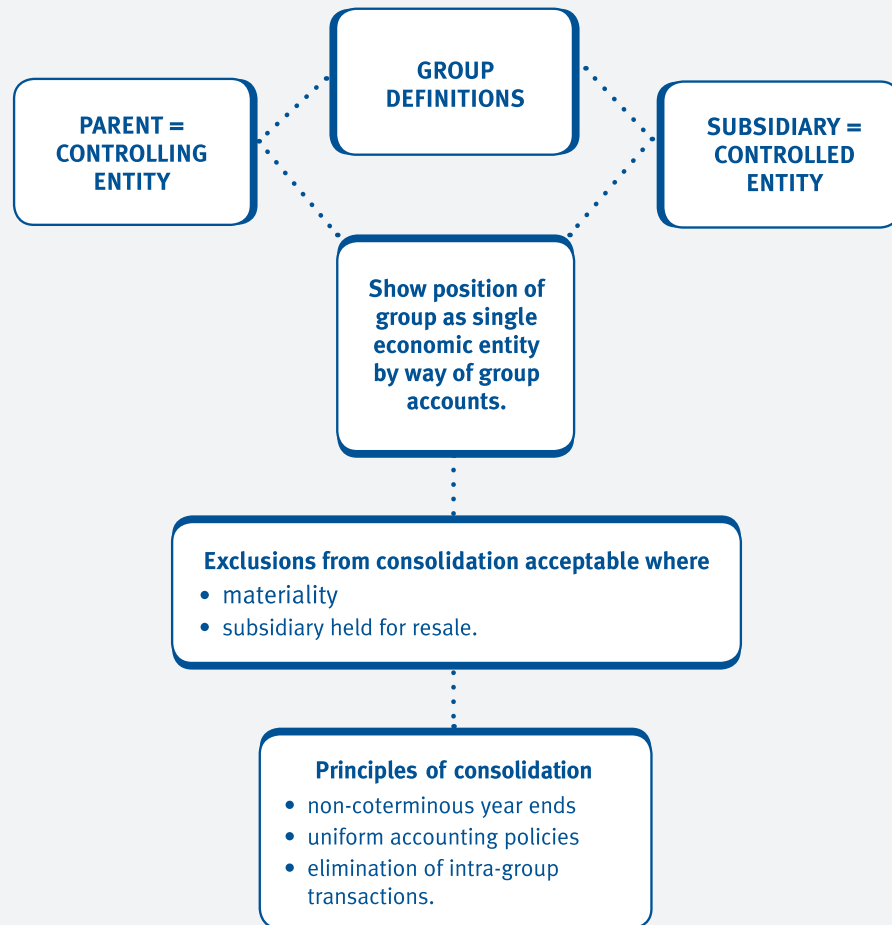 GROUP
DEFINITIONS
PARENT =
CONTROLLING
ENTITY
SUBSIDIARY =
CONTROLLED
ENTITY
Show position of
group as single
economic entity
by way of group
accounts.
Exclusions from consolidation acceptable where
• materiality
• subsidiary held for resale.
Principles of consolidation
• non-coterminous year ends
• uniform accounting policies
• elimination of intra-group
transactions.